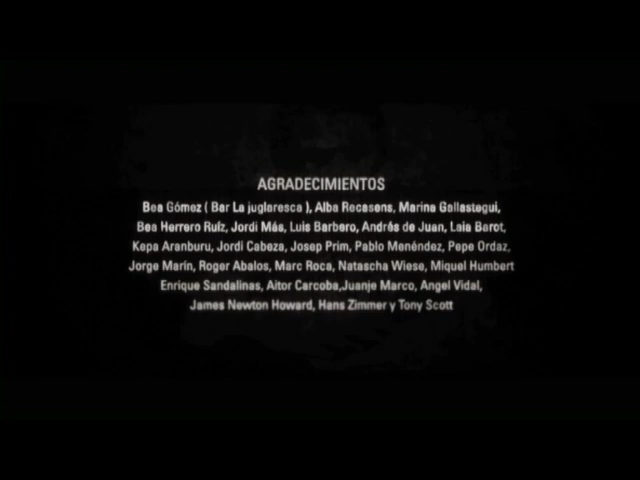 AGRADECIMIENTOS
Bea Gómez ( Bar La juglaresca ), Alba Recasens, Marina Gallastegui,
Bea Herrero Ruíz, Jordi Más, Luis Barbero, Andrés de Juan, Laia Barot,
Kepa Aranburu, Jordi Cabeza, Josep Prim, Pablo Menéndez, Pepe Ordaz,
Jorge Marín, Roger Abalos, Marc Roca, Natascha Wiese, Miquel Humbert
Enrique Sandalinas, Aitor Carcoba,Juanje Marco, Angel Vidal,
James Newton Howard, Hans Zimmer y Tony Scott